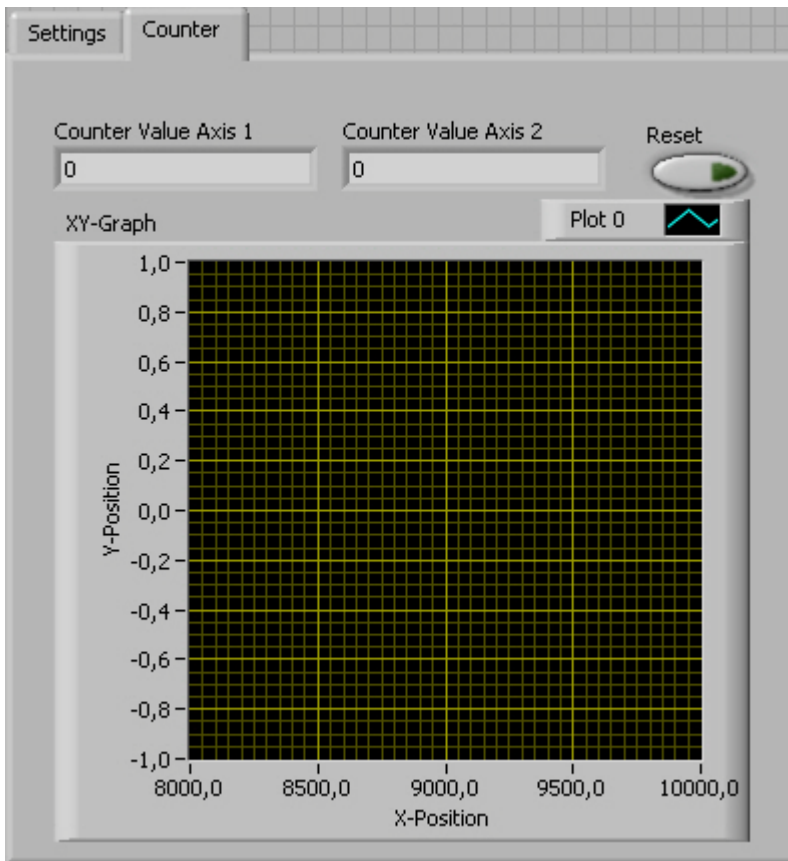 Settings Counter
Counter Value Axis 1 Counter Value Axis 2 Reset
0 0
XY-Graph Plot 0
1,0
0,8
0,6
0,4
0,2
0,0
-0,2
-0,4
-0,6
-0,8
-1,0
Y-Position
8000,0 8500,0 9000,0 9500,0 10000,0
X-Position